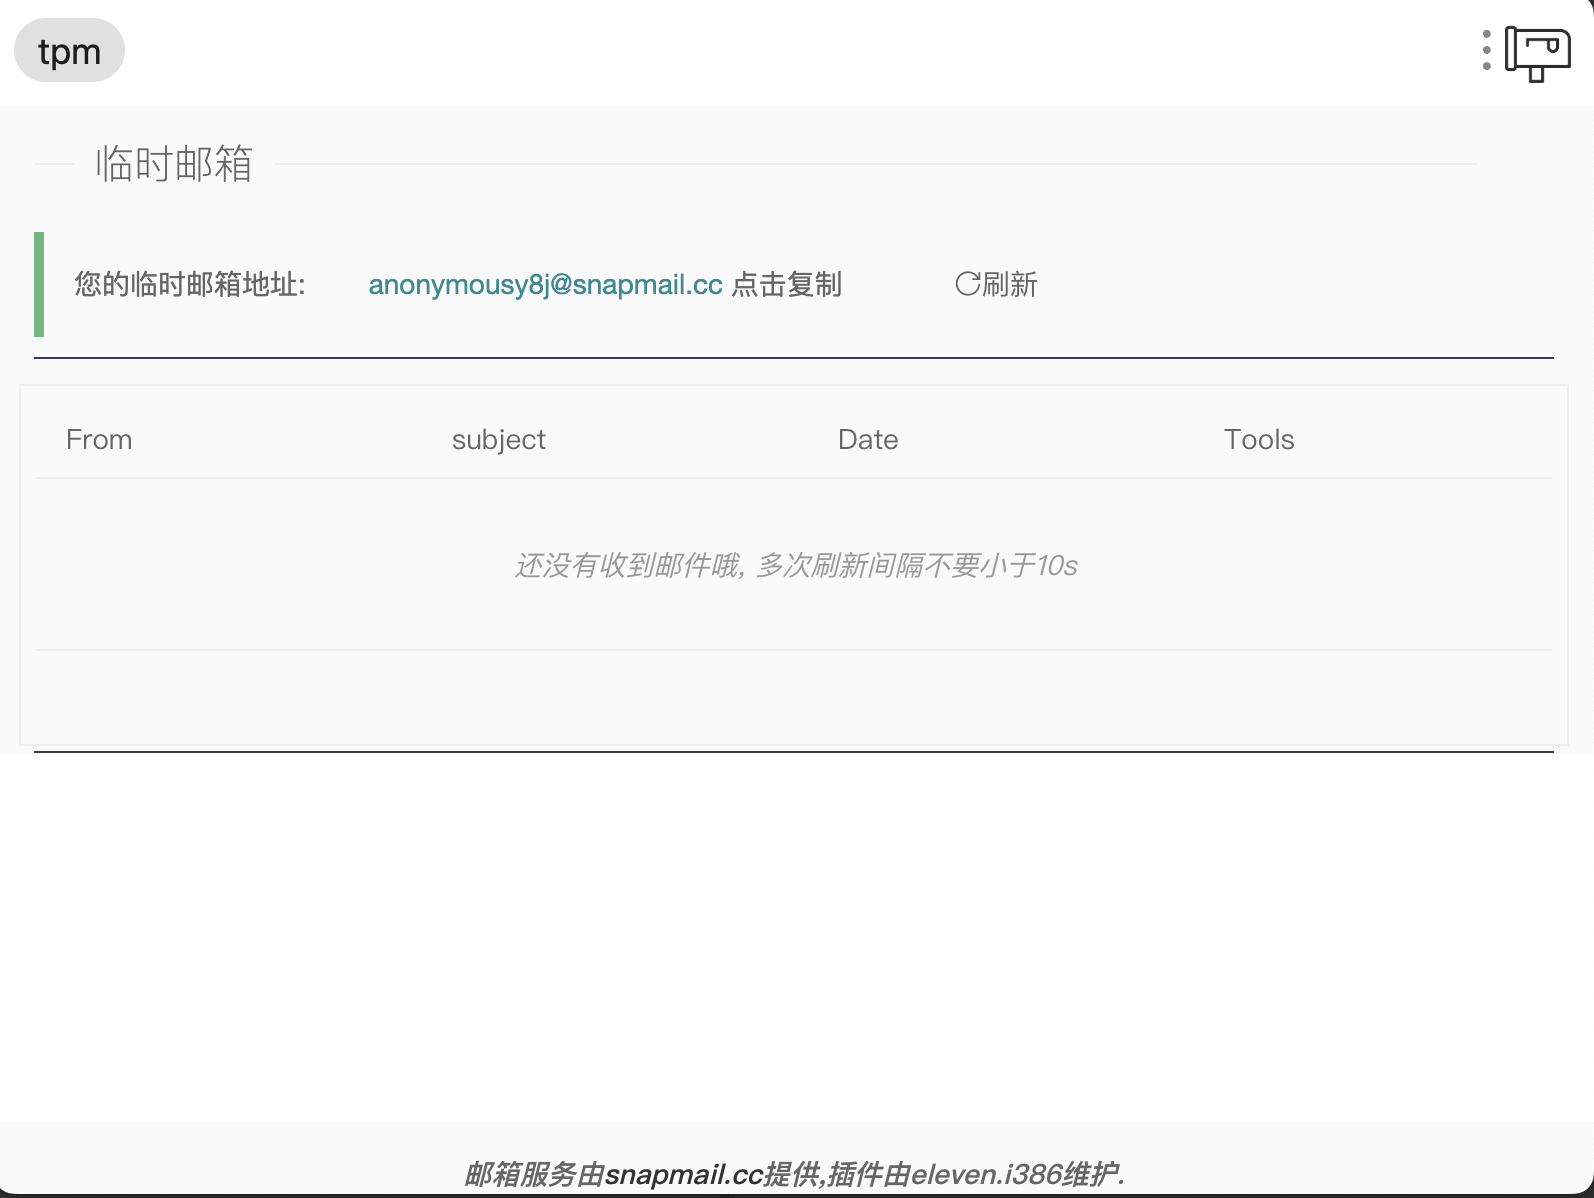 tpm
临时邮箱
您的临时邮箱地址: anonymousy8j@snapmail.cc 点击复制 刷新
From subject Date Tools
还没有收到邮件哦, 多次刷新间隔不要小于10s
邮箱服务由snapmail.cc提供,插件由eleven.i386维护.